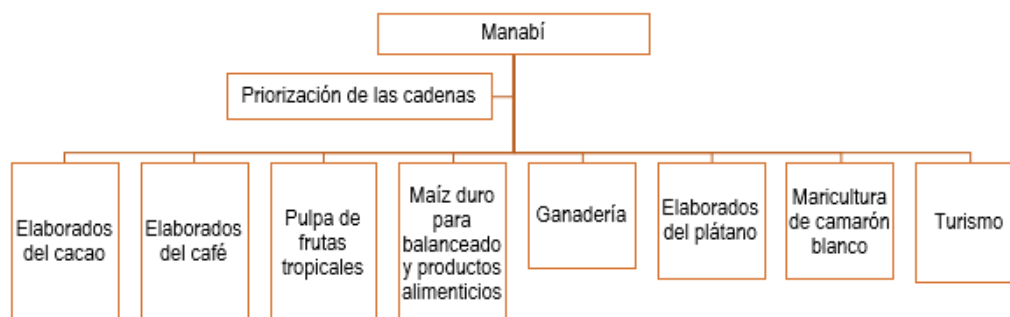 Manabí
Priorización de las cadenas
Elaborados
del cacao
Elaborados
del café
Pulpa de
frutas
tropicales
Maíz duro
para
balanceado
y productos
alimenticios
Ganadería
Elaborados
del plátano
Maricultura
de camarón
blanco
Turismo